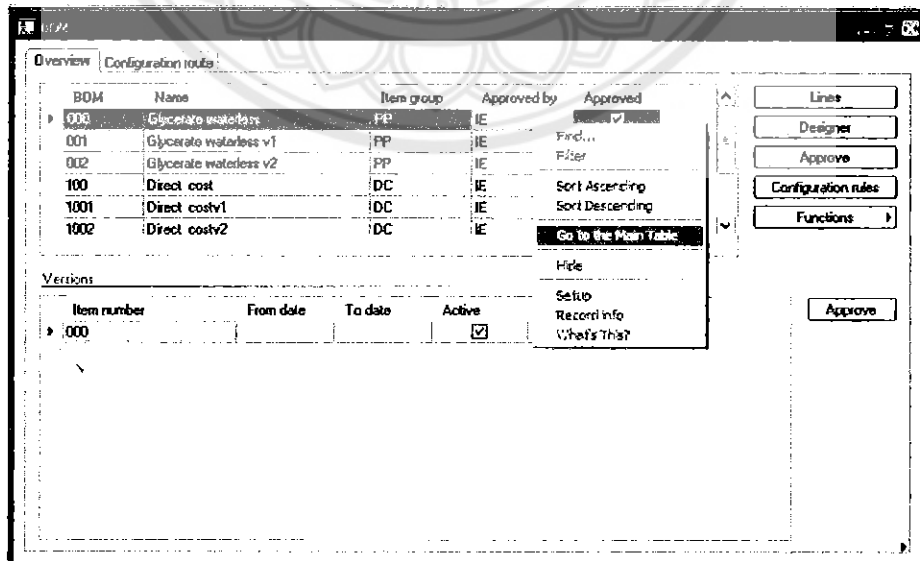 BOM
Overview Configuration route
BOM Name Item group Approved by Approved
000 Glycerate waterless PP IE
001 Glycerate waterless v1 PP IE
002 Glycerate waterless v2 PP IE
100 Direct cost DC IE
1001 Direct costv1 DC IE
1002 Direct costv2 DC IE
Find...
Filter
Sort Ascending
Sort Descending
Go to the Main Table
Hide
Setup
Record info
What's This?
Lines
Designer
Approve
Configuration rules
Functions
Versions
Item number From date To date Active
000
Approve